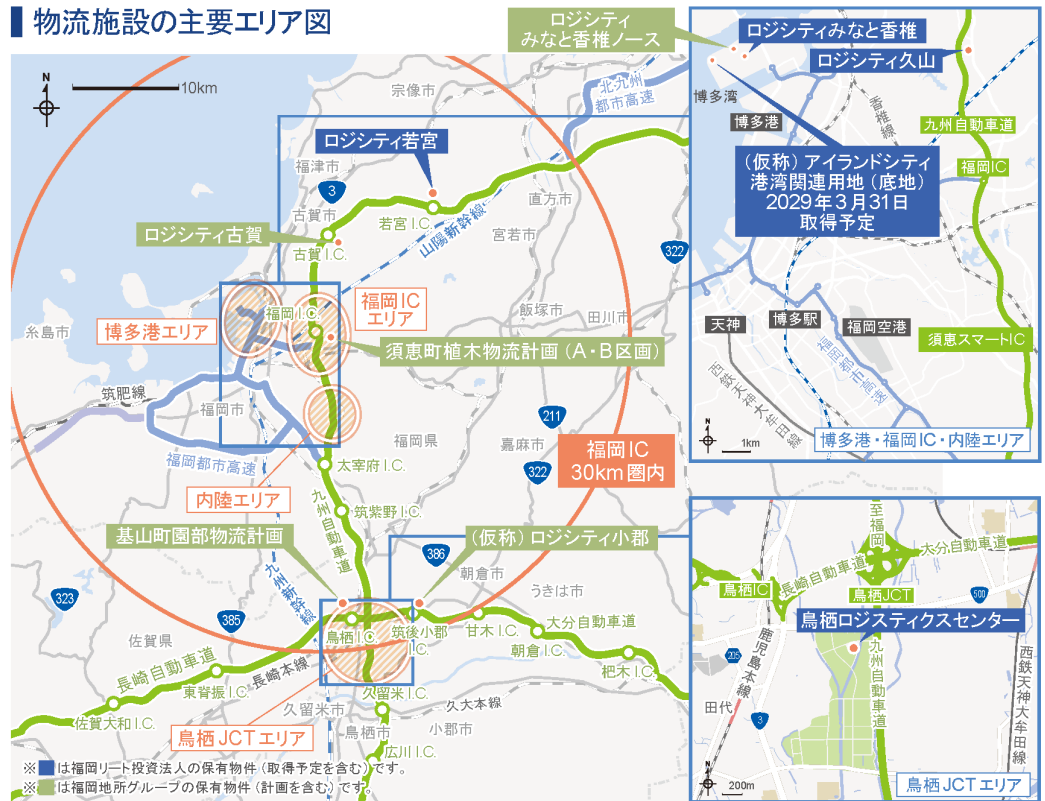 物流施設の主要エリア図
N
10km
宗像市
北九州
都市高速
ロジシティ若宮
福津市
3
古賀市
直方市
若宮 I.C.
ロジシティ古賀
古賀 I.C.
山陽新幹線
宮若市
322
福岡 I.C.
福岡IC
エリア
飯塚市
田川市
糸島市
博多港エリア
須恵町植木物流計画(A・B区画)
筑肥線
福岡市
福岡県
211
嘉麻市
福岡IC
30km圏内
322
福岡都市高速
太宰府 I.C.
内陸エリア
九州自動車道
筑紫野 I.C.
基山町園部物流計画
(仮称)ロジシティ小郡
386
九州新幹線
朝倉市
うきは市
323
385
鳥栖 I.C.
筑後小郡
I.C.
甘木 I.C.
大分自動車道
朝倉 I.C.
佐賀県
長崎自動車道
長崎本線
杷木 I.C.
東脊振 I.C.
久留米 I.C.
久大本線
佐賀大和 I.C.
久留米市
鳥栖市
小郡市
鳥栖JCTエリア
広川 I.C.
※■は福岡リート投資法人の保有物件(取得予定を含む)です。
※■は福岡地所グループの保有物件(計画を含む)です。
ロジシティ
みなと香椎ノース
ロジシティみなと香椎
ロジシティ久山
博多湾
香椎線
博多港
九州自動車道
(仮称)アイランドシティ
港湾関連用地(底地)
2029年3月31日
取得予定
福岡IC
天神
博多駅
福岡空港
須恵スマートIC
福岡都市高速
西鉄天神大牟田線
N
1km
博多港・福岡IC・内陸エリア
至福岡
大分自動車道
長崎自動車道
鳥栖IC
鳥栖JCT
500
鳥栖ロジスティクスセンター
鹿児島本線
205
九州自動車道
西鉄天神大牟田線
田代
3
N
200m
鳥栖JCTエリア